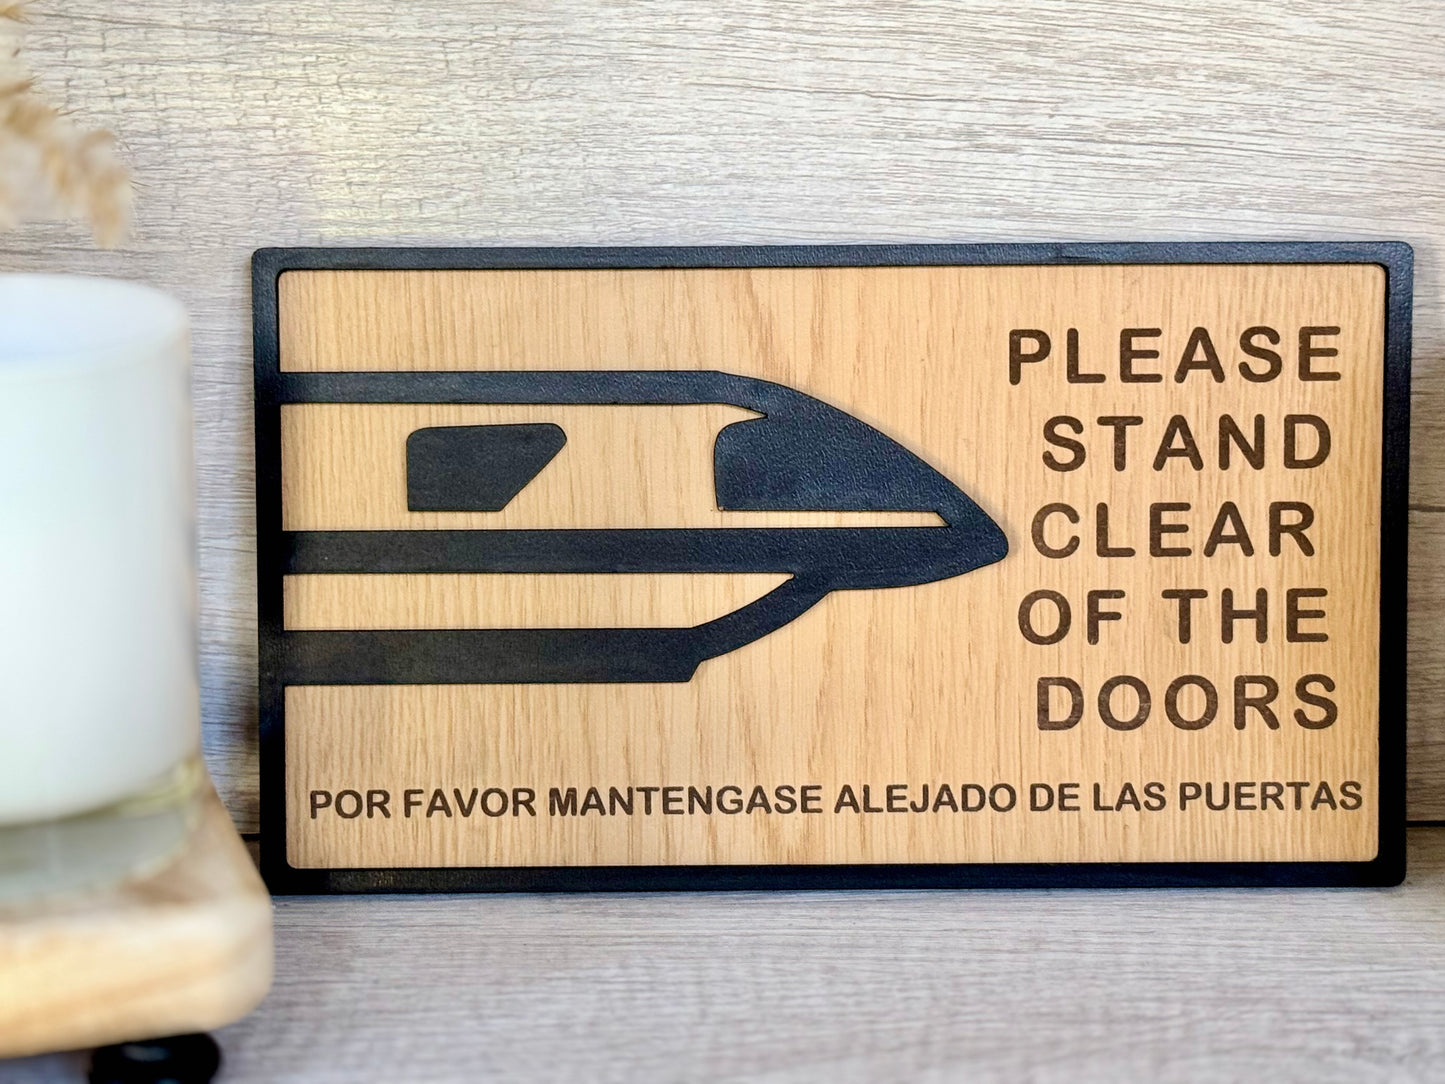 PLEASE
STAND
CLEAR
OF THE
DOORS
POR FAVOR MANTENGASE ALEJADO DE LAS PUERTAS